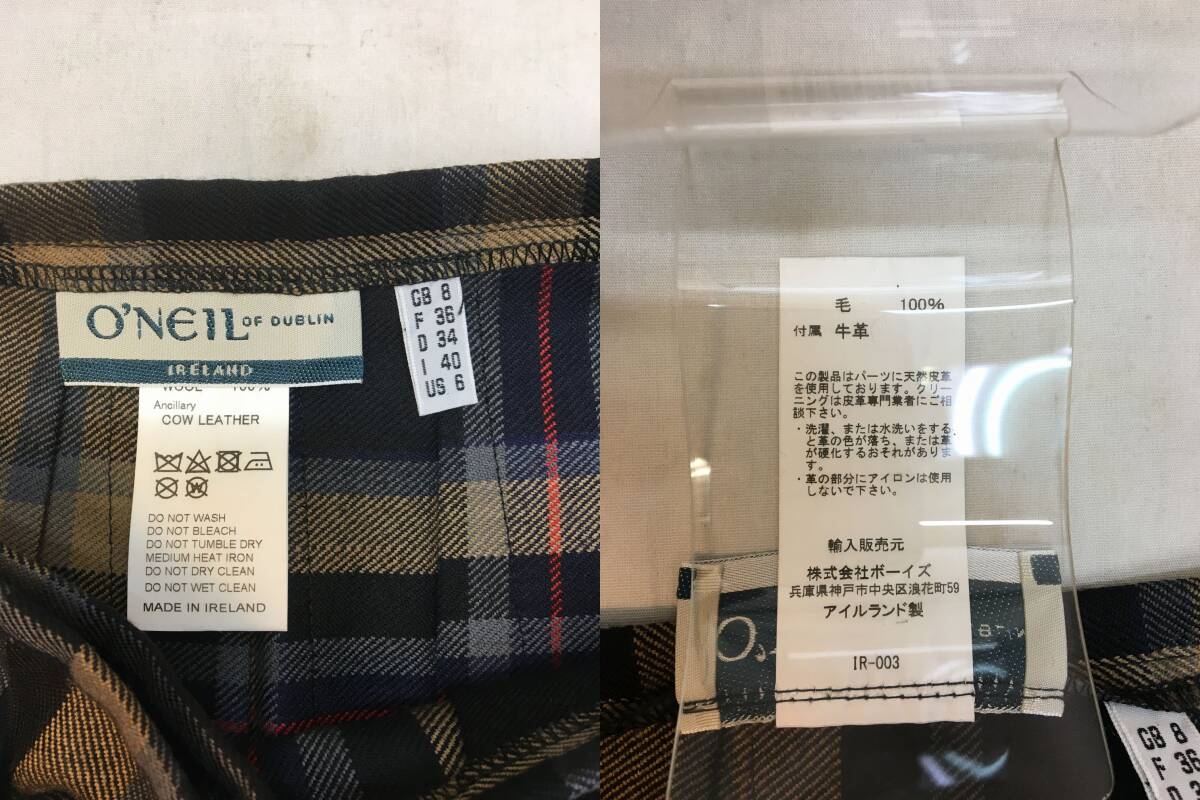 O'NEIL OF DUBLIN
IRELAND
WOOL 100%
Ancillary
COW LEATHER
W
DO NOT WASH
DO NOT BLEACH
DO NOT TUMBLE DRY
MEDIUM HEAT IRON
DO NOT DRY CLEAN
DO NOT WET CLEAN
MADE IN IRELAND
GB 8
F 36
D 34
I 40
US 6
毛 100%
付属 牛革
この製品はパーツに天然皮革
を使用しております。クリー
ニングは皮革専門業者にご相
談下さい。
・洗濯、または水洗いをする
と革の色が落ち、または革
が硬化するおそれがありま
す。
・革の部分にアイロンは使用
しないで下さい。
輸入販売元
株式会社ボーイズ
兵庫県神戸市中央区浪花町59
アイルランド製
IR-003
GB 8
F 36